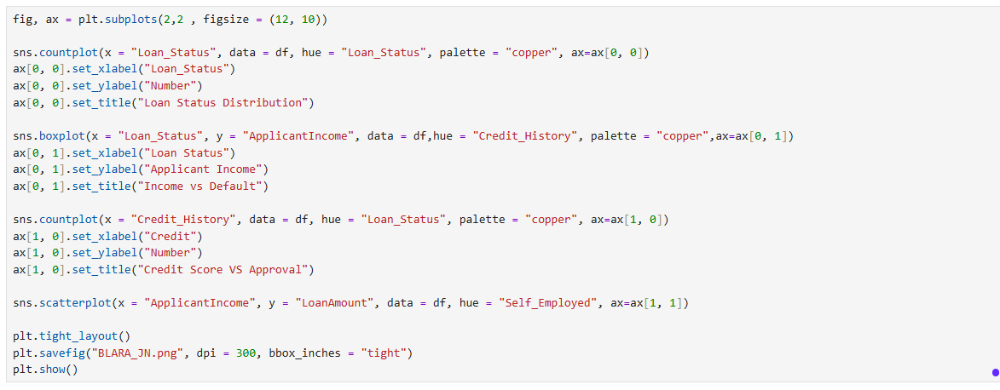 fig, ax = plt.subplots(2,2 , figsize = (12, 10))
sns.countplot(x = "Loan_Status", data = df, hue = "Loan_Status", palette = "copper", ax=ax[0, 0])
ax[0, 0].set_xlabel("Loan_Status")
ax[0, 0].set_ylabel("Number")
ax[0, 0].set_title("Loan Status Distribution")
sns.boxplot(x = "Loan_Status", y = "ApplicantIncome", data = df,hue = "Credit_History", palette = "copper",ax=ax[0, 1])
ax[0, 1].set_xlabel("Loan Status")
ax[0, 1].set_ylabel("Applicant Income")
ax[0, 1].set_title("Income vs Default")
sns.countplot(x = "Credit_History", data = df, hue = "Loan_Status", palette = "copper", ax=ax[1, 0])
ax[1, 0].set_xlabel("Credit")
ax[1, 0].set_ylabel("Number")
ax[1, 0].set_title("Credit Score VS Approval")
sns.scatterplot(x = "ApplicantIncome", y = "LoanAmount", data = df, hue = "Self_Employed", ax=ax[1, 1])
plt.tight_layout()
plt.savefig("BLARA_JN.png", dpi = 300, bbox_inches = "tight")
plt.show()